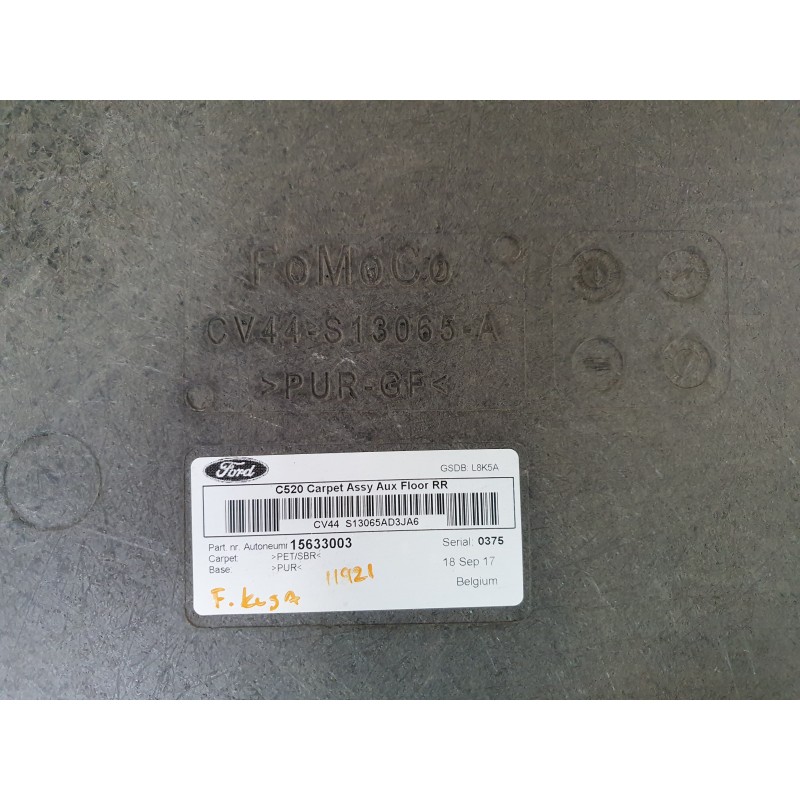 FoMoCo
CV44-S13065-A
>PUR-GF<
Ford
GSDB: L8K5A
C520 Carpet Assy Aux Floor RR
CV44 S13065AD3JA6
Part. nr. Autoneum: 15633003
Serial: 0375
Carpet: >PET/SBR<
18 Sep 17
Base: >PUR<
Belgium
11921
F. Kuga